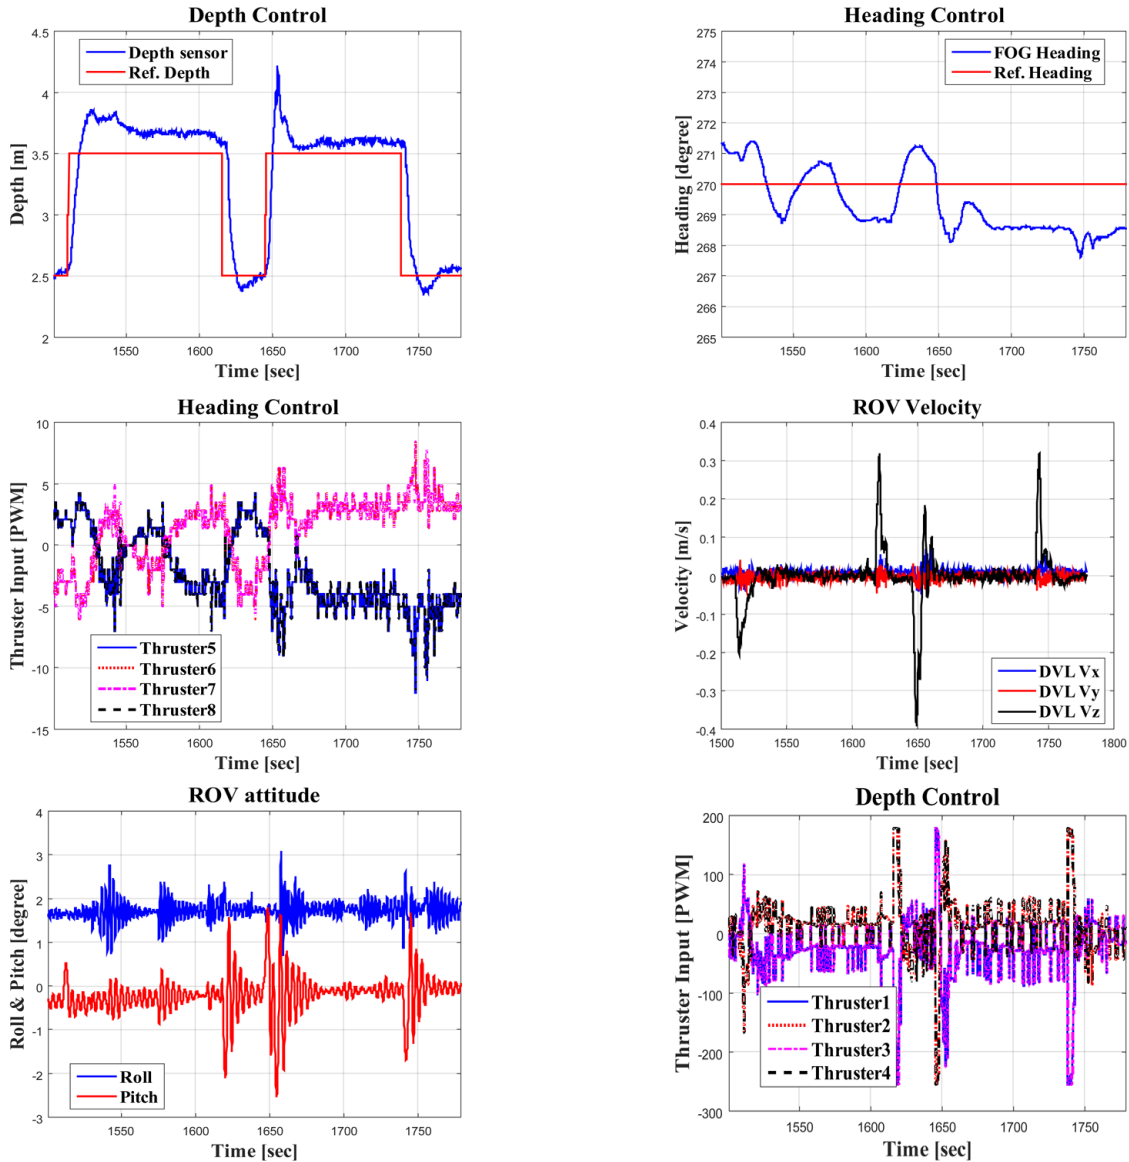 Depth Control
4.5
4
3.5
3
2.5
2
Depth [m]
Depth sensor
Ref. Depth
1550 1600 1650 1700 1750
Time [sec]
Heading Control
275
274
273
272
271
270
269
268
267
266
265
Heading [degree]
FOG Heading
Ref. Heading
1550 1600 1650 1700 1750
Time [sec]
Heading Control
10
5
0
-5
-10
-15
Thruster Input [PWM]
Thruster5
Thruster6
Thruster7
Thruster8
1550 1600 1650 1700 1750
Time [sec]
ROV Velocity
0.4
0.3
0.2
0.1
0
-0.1
-0.2
-0.3
-0.4
Velocity [m/s]
DVL Vx
DVL Vy
DVL Vz
1500 1550 1600 1650 1700 1750 1800
Time [sec]
ROV attitude
4
3
2
1
0
-1
-2
-3
Roll & Pitch [degree]
Roll
Pitch
1550 1600 1650 1700 1750
Time [sec]
Depth Control
200
100
0
-100
-200
-300
Thruster Input [PWM]
Thruster1
Thruster2
Thruster3
Thruster4
1550 1600 1650 1700 1750
Time [sec]